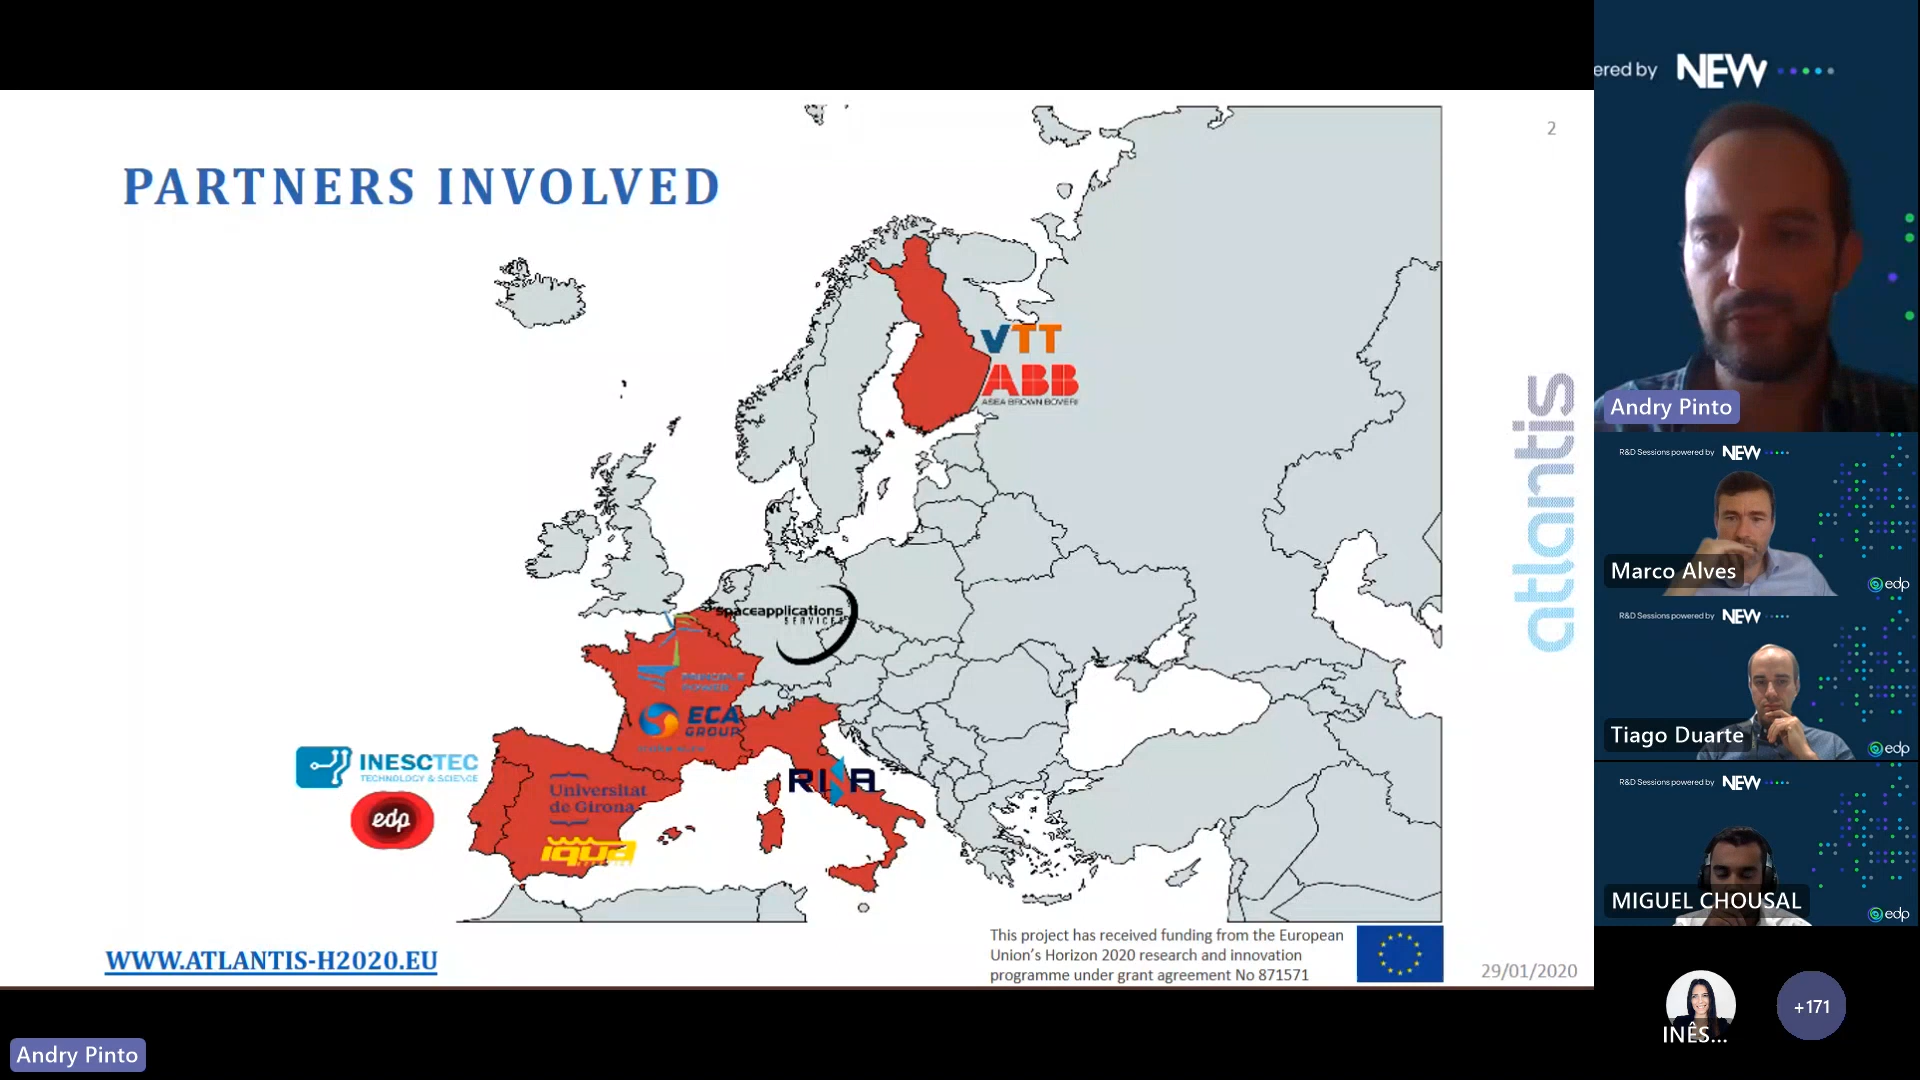 PARTNERS INVOLVED
2
VTT
ABB
ASEA BROWN BOVERI
spaceapplications
SERVICES
ECA
GROUP
INESCTEC
TECHNOLOGY & SCIENCE
edp
Universitat
de Girona
iqua
RINA
atlantis
WWW.ATLANTIS-H2020.EU
This project has received funding from the European
Union's Horizon 2020 research and innovation
programme under grant agreement No 871571
29/01/2020
Andry Pinto
ered by NEW
Andry Pinto
R&D Sessions powered by NEW
Marco Alves
edp
R&D Sessions powered by NEW
Tiago Duarte
edp
R&D Sessions powered by NEW
MIGUEL CHOUSAL
edp
INÊS...
+171